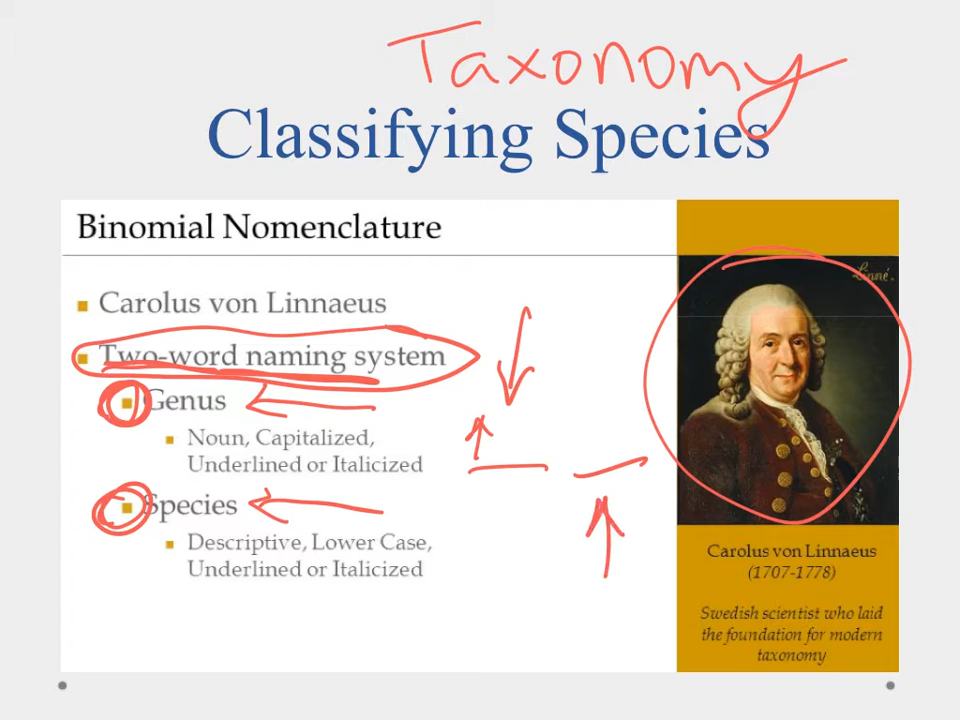 Taxonomy
Classifying Species
Binomial Nomenclature
Carolus von Linnaeus
Two-word naming system
Genus
Noun, Capitalized,
Underlined or Italicized
Species
Descriptive, Lower Case,
Underlined or Italicized
Linné.
Carolus von Linnaeus
(1707-1778)
Swedish scientist who laid
the foundation for modern
taxonomy